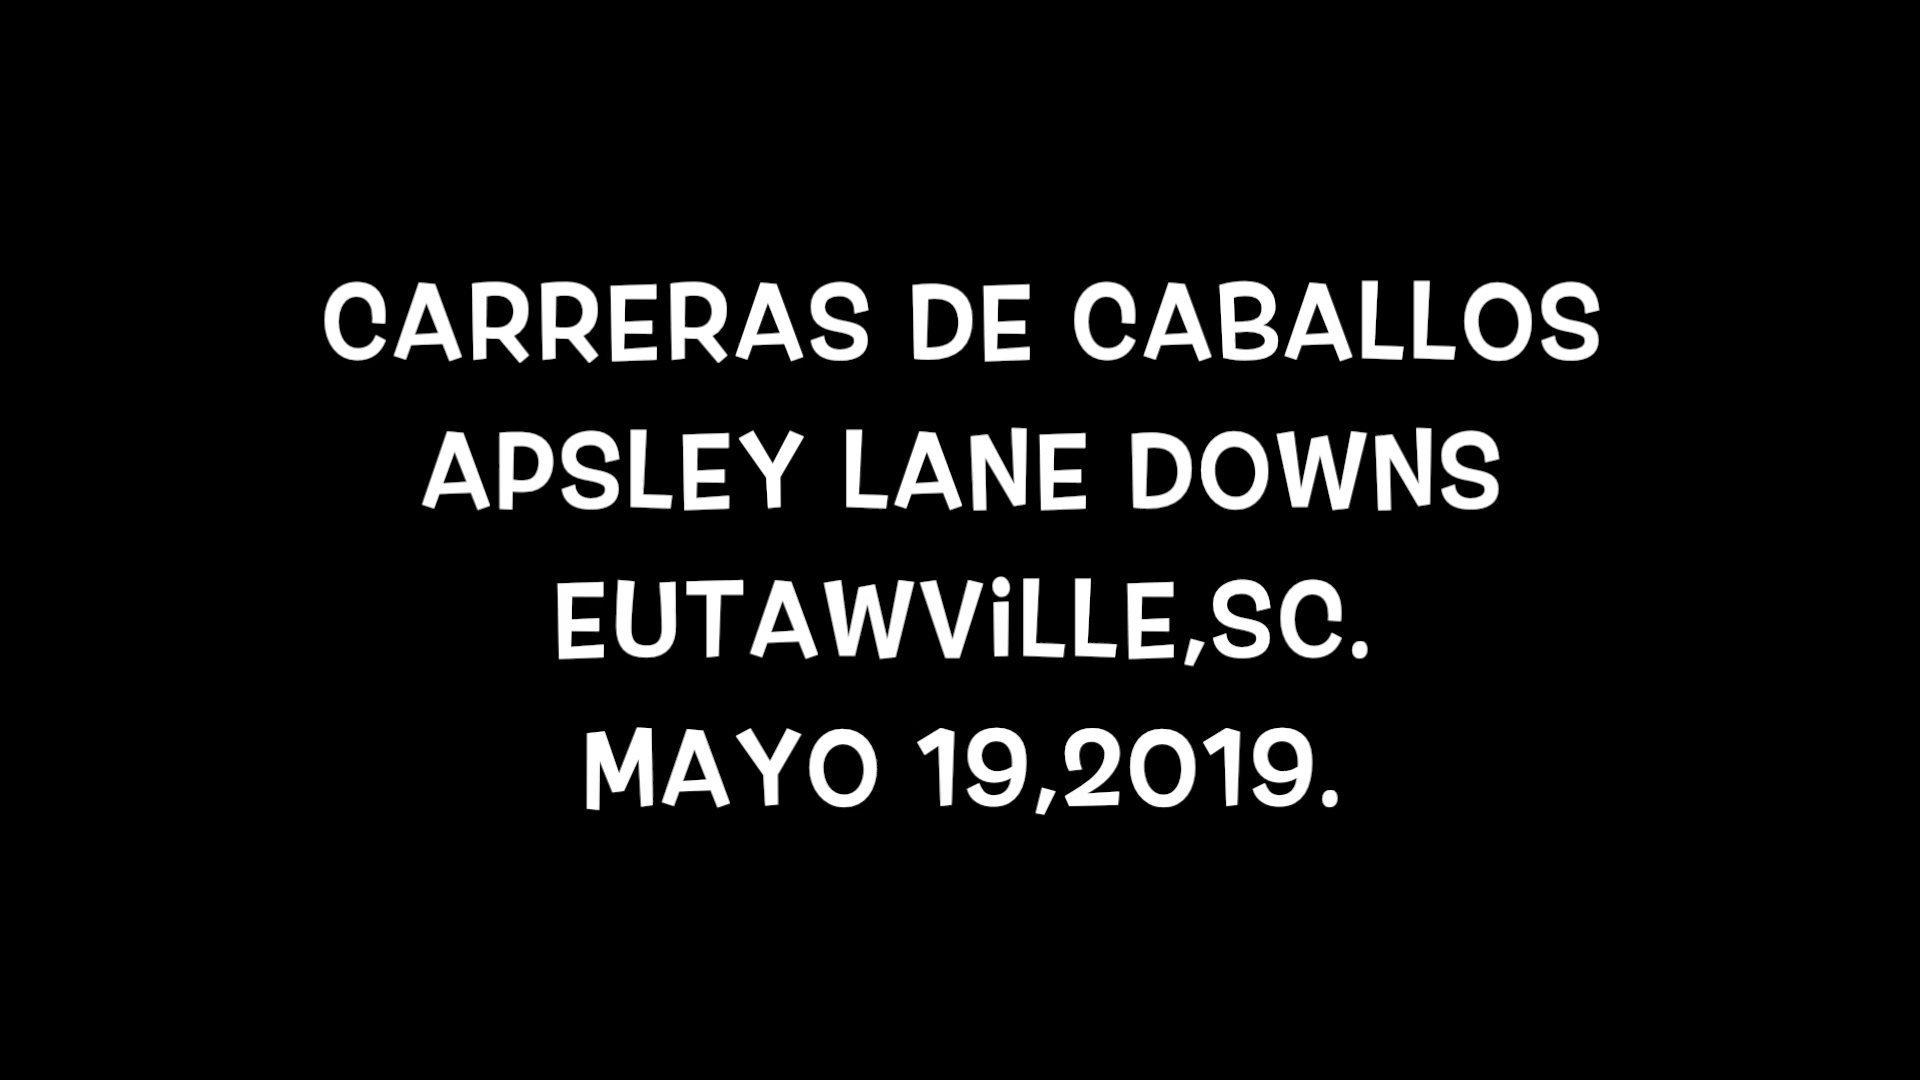 CARRERAS DE CABALLOS
APSLEY LANE DOWNS
EUTAWViLLE,SC.
MAYO 19,2019.